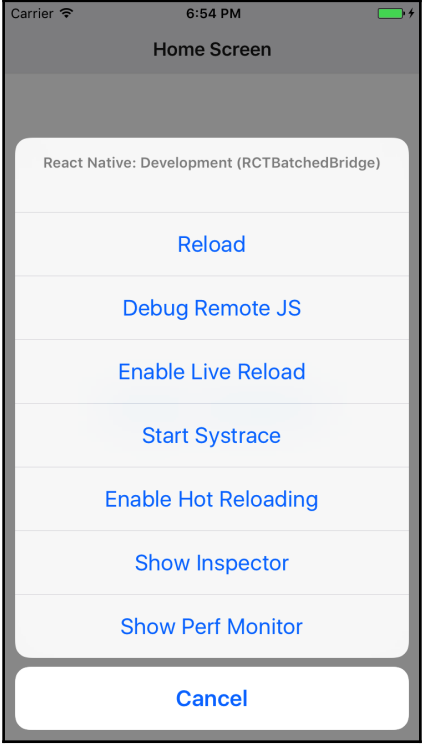 Carrier 6:54 PM
Home Screen
React Native: Development (RCTBatchedBridge)
Reload
Debug Remote JS
Enable Live Reload
Start Systrace
Enable Hot Reloading
Show Inspector
Show Perf Monitor
Cancel